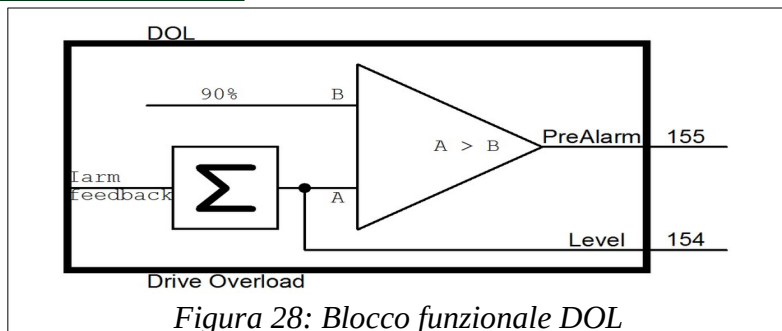 DOL
90% B
A > B
PreAlarm 155
Iarm
feedback
Σ
A
Level 154
Drive Overload
Figura 28: Blocco funzionale DOL